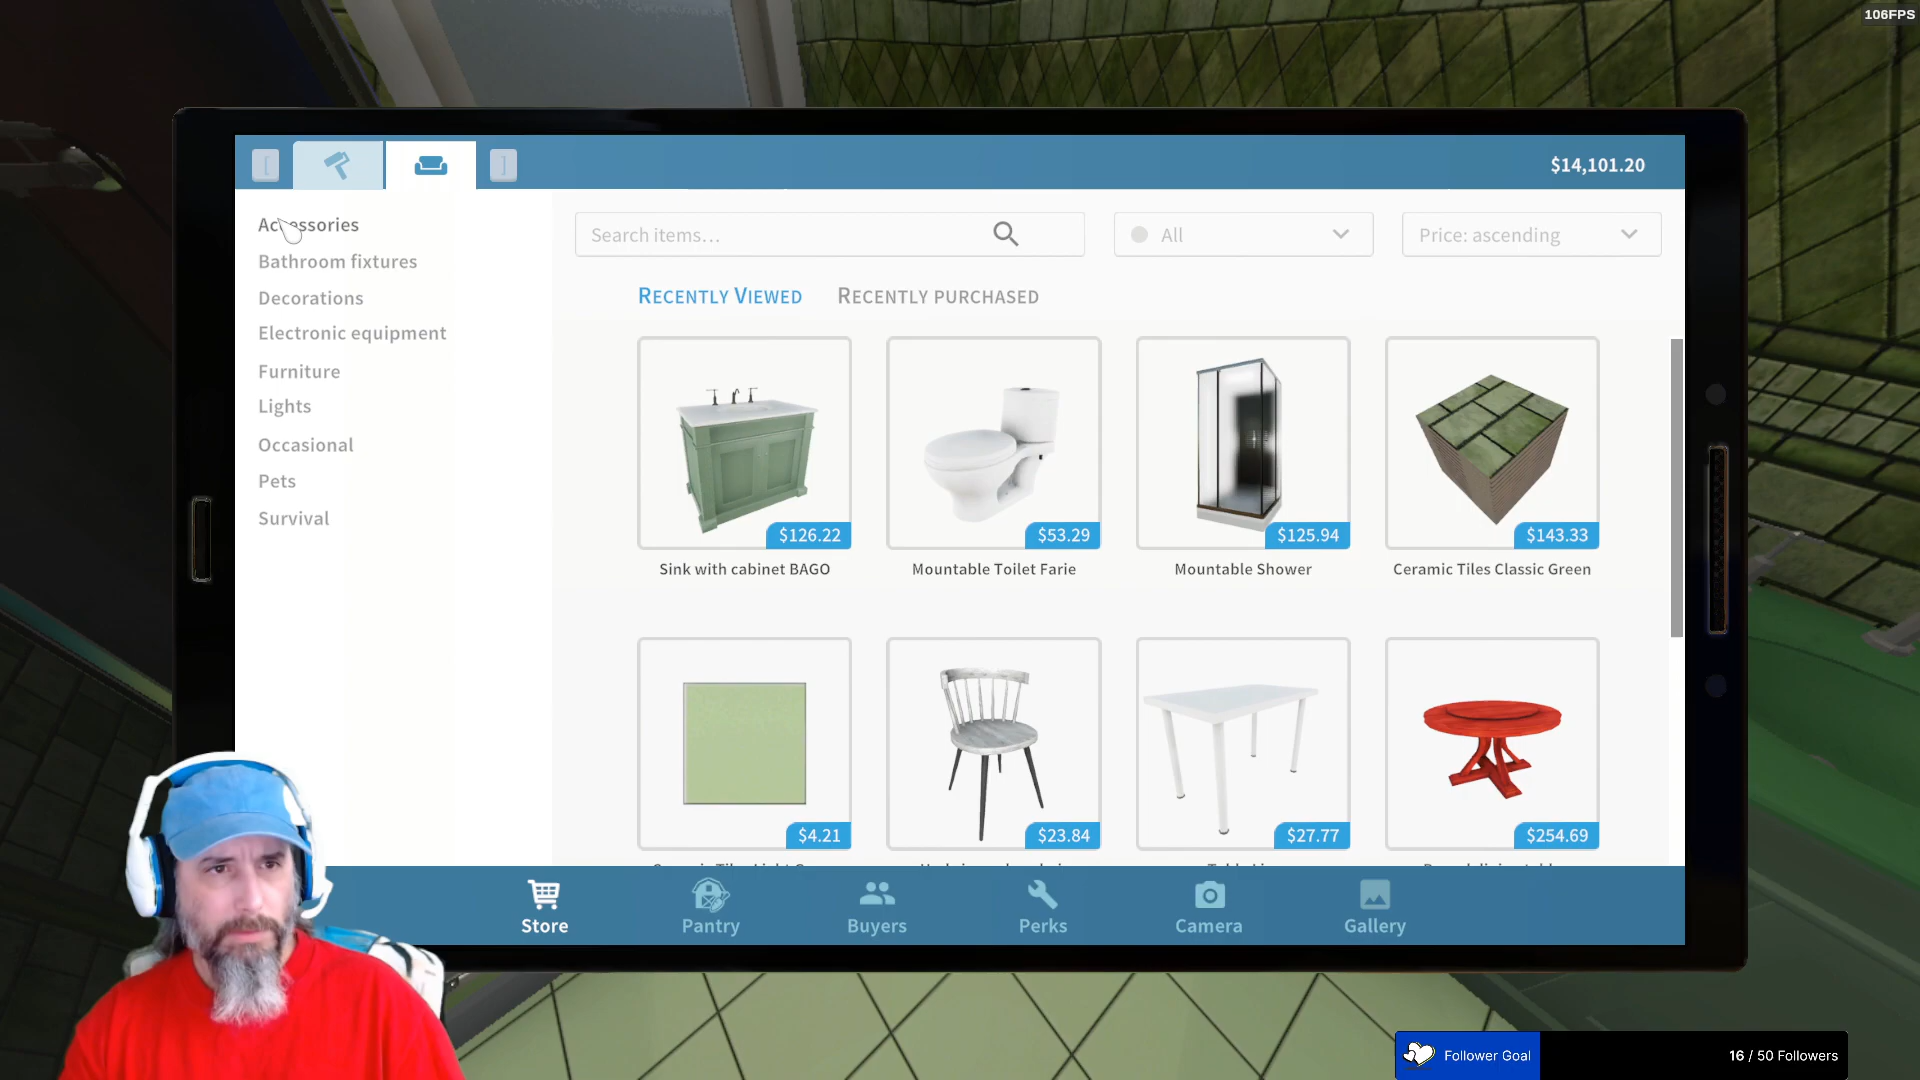 106FPS
$14,101.20
Accessories
Bathroom fixtures
Decorations
Electronic equipment
Furniture
Lights
Occasional
Pets
Survival
Search items...
All
Price: ascending
RECENTLY VIEWED
RECENTLY PURCHASED
$126.22
Sink with cabinet BAGO
$53.29
Mountable Toilet Farie
$125.94
Mountable Shower
$143.33
Ceramic Tiles Classic Green
$4.21
$23.84
$27.77
$254.69
Store
Pantry
Buyers
Perks
Camera
Gallery
Follower Goal
16 / 50 Followers